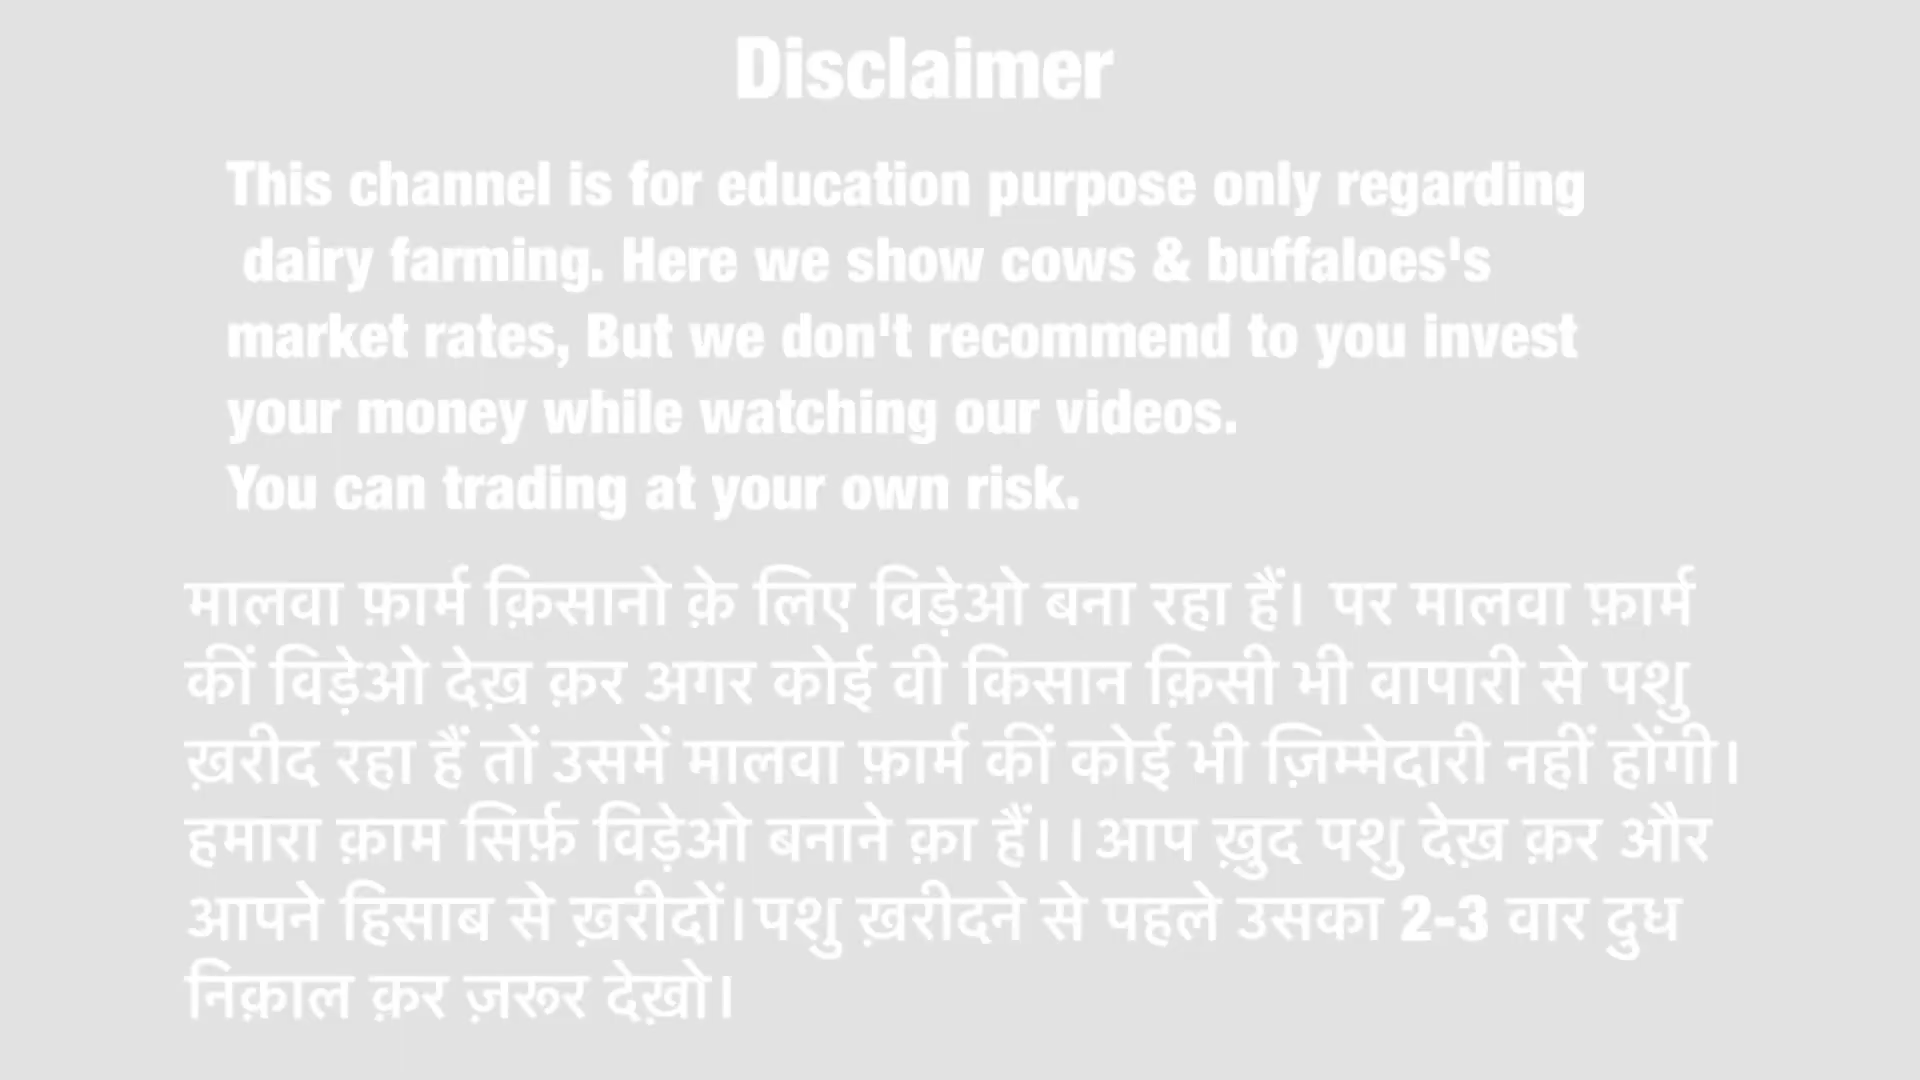 Disclaimer
This channel is for education purpose only regarding
dairy farming. Here we show cows & buffaloes's
market rates, But we don't recommend to you invest
your money while watching our videos.
You can trading at your own risk.
मालवा फ़ार्म क़िसानो क़े लिए विड़ेओ बना रहा हैं। पर मालवा फ़ार्म
कीं विड़ेओ देख़ क़र अगर कोई वी किसान क़िसी भी वापारी से पशु
ख़रीद रहा हैं तों उसमें मालवा फ़ार्म कीं कोई भी ज़िम्मेदारी नहीं होंगी।
हमारा क़ाम सिर्फ़ विड़ेओ बनाने क़ा हैं।।आप ख़ुद पशु देख़ क़र और
आपने हिसाब से ख़रीदों।पशु ख़रीदने से पहले उसका 2-3 वार दुध
निक़ाल क़र ज़रूर देख़ो।